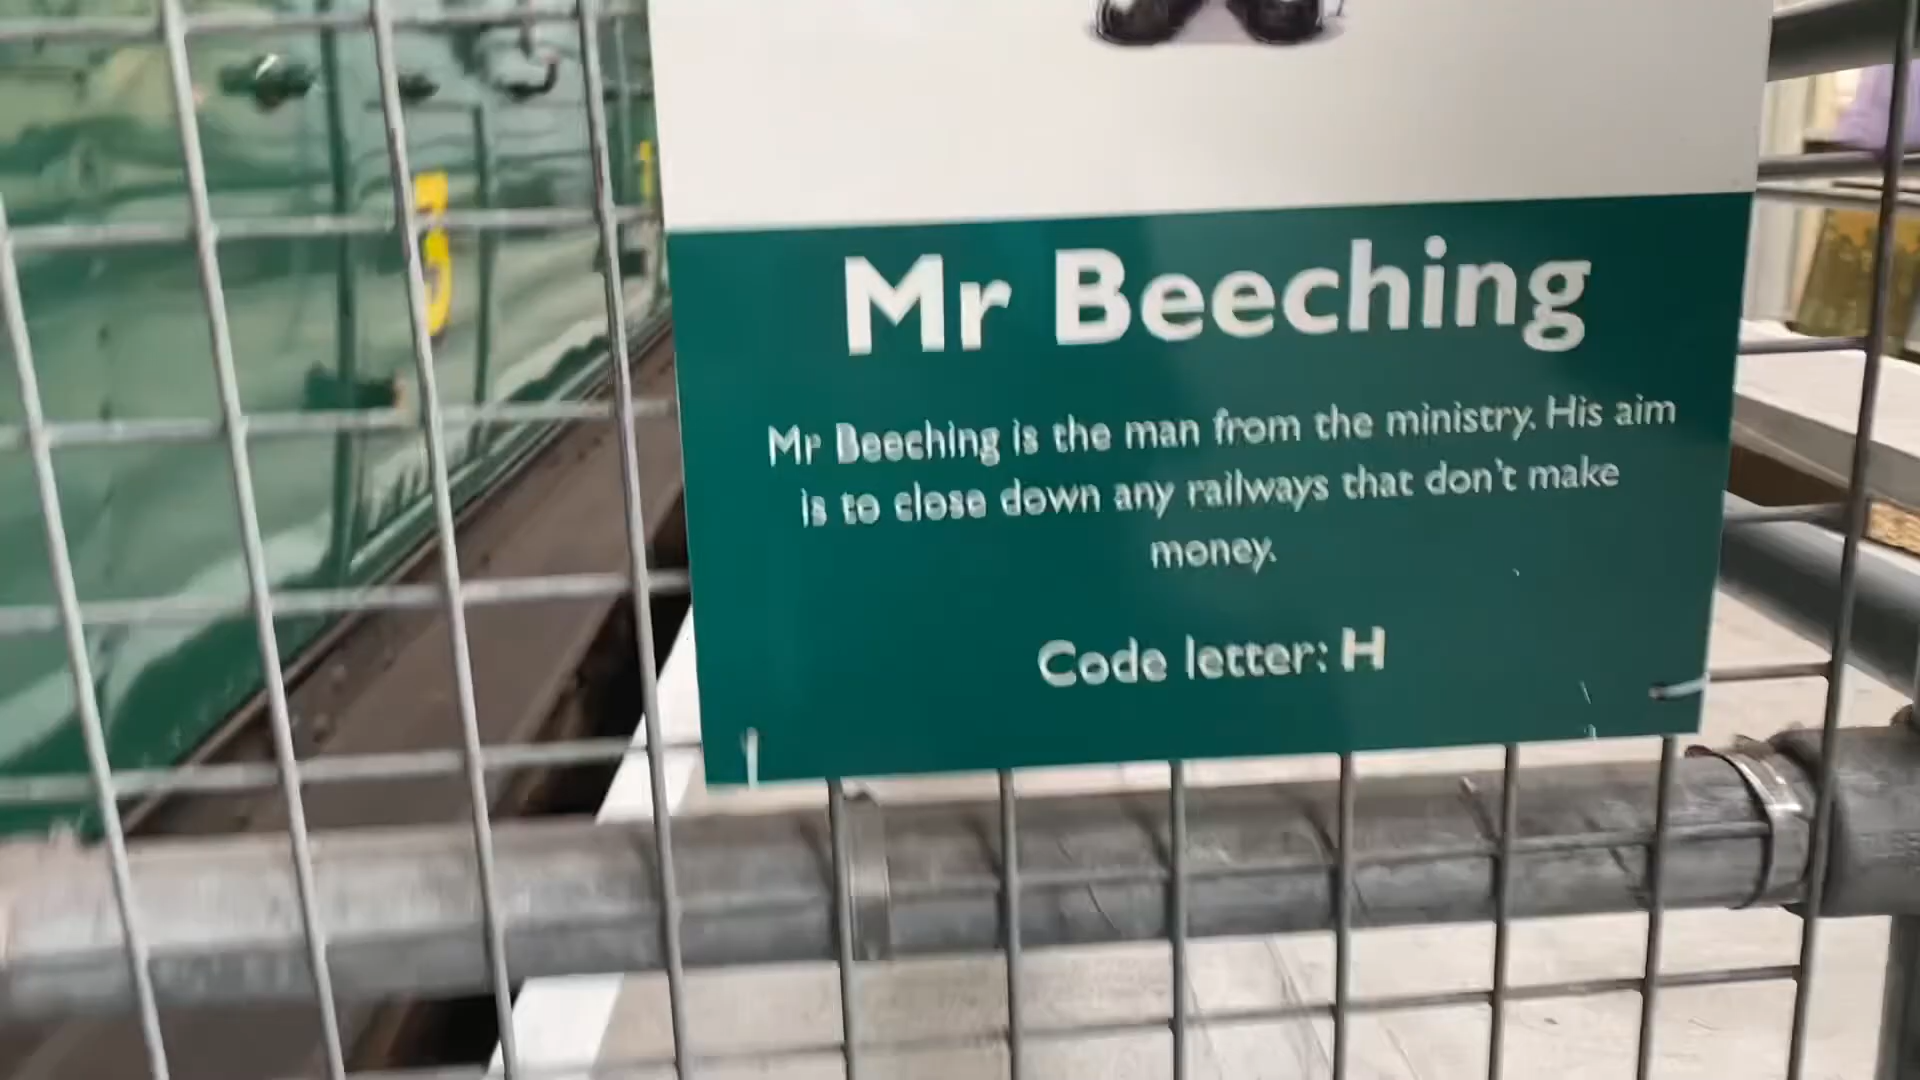 Mr Beeching
Mr Beeching is the man from the ministry. His aim
is to close down any railways that don't make
money.
Code letter: H